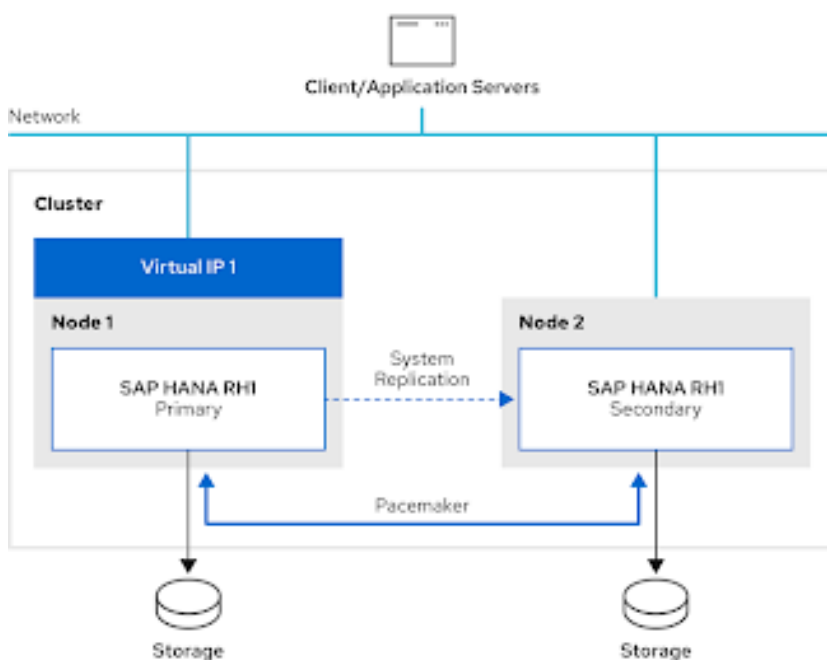 Client/Application Servers
Network
Cluster
Virtual IP 1
Node 1
Node 2
System
Replication
SAP HANA RH1
Primary
SAP HANA RH1
Secondary
Pacemaker
Storage
Storage